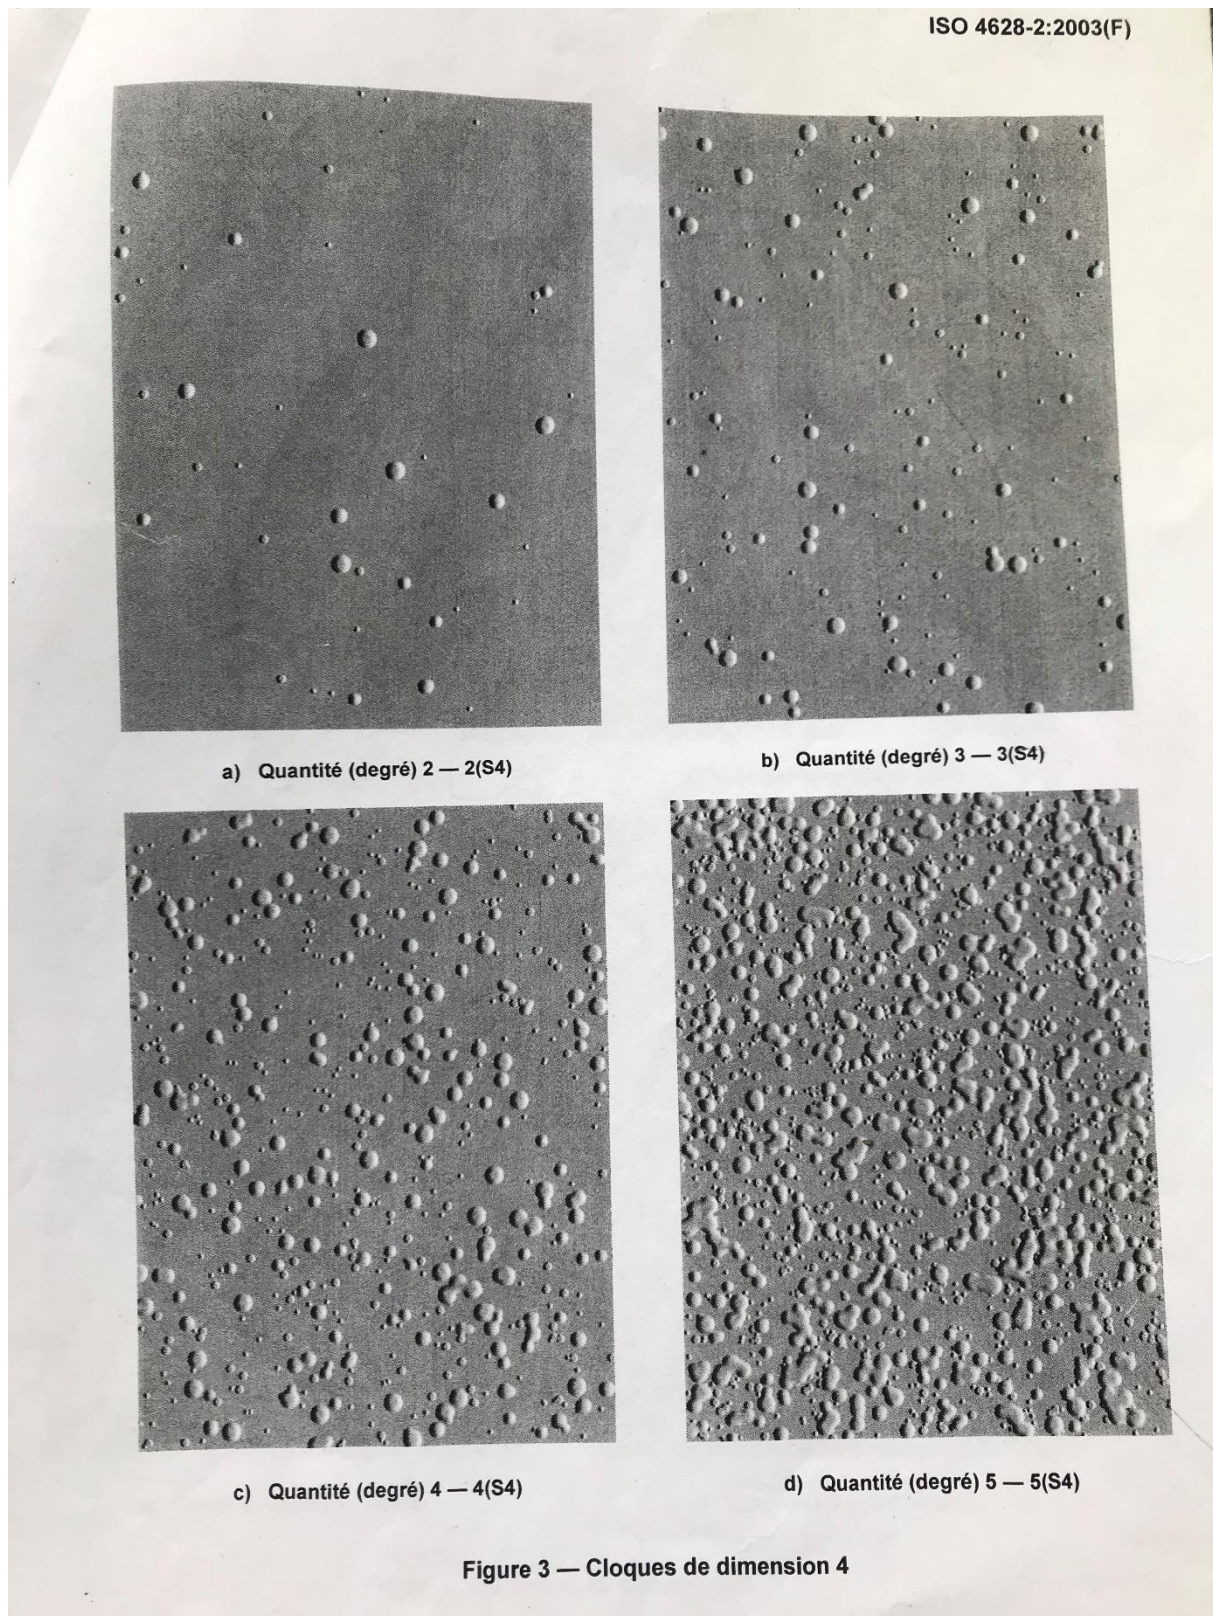 ISO 4628-2:2003(F)
a) Quantité (degré) 2 — 2(S4)
b) Quantité (degré) 3 — 3(S4)
c) Quantité (degré) 4 — 4(S4)
d) Quantité (degré) 5 — 5(S4)
Figure 3 — Cloques de dimension 4